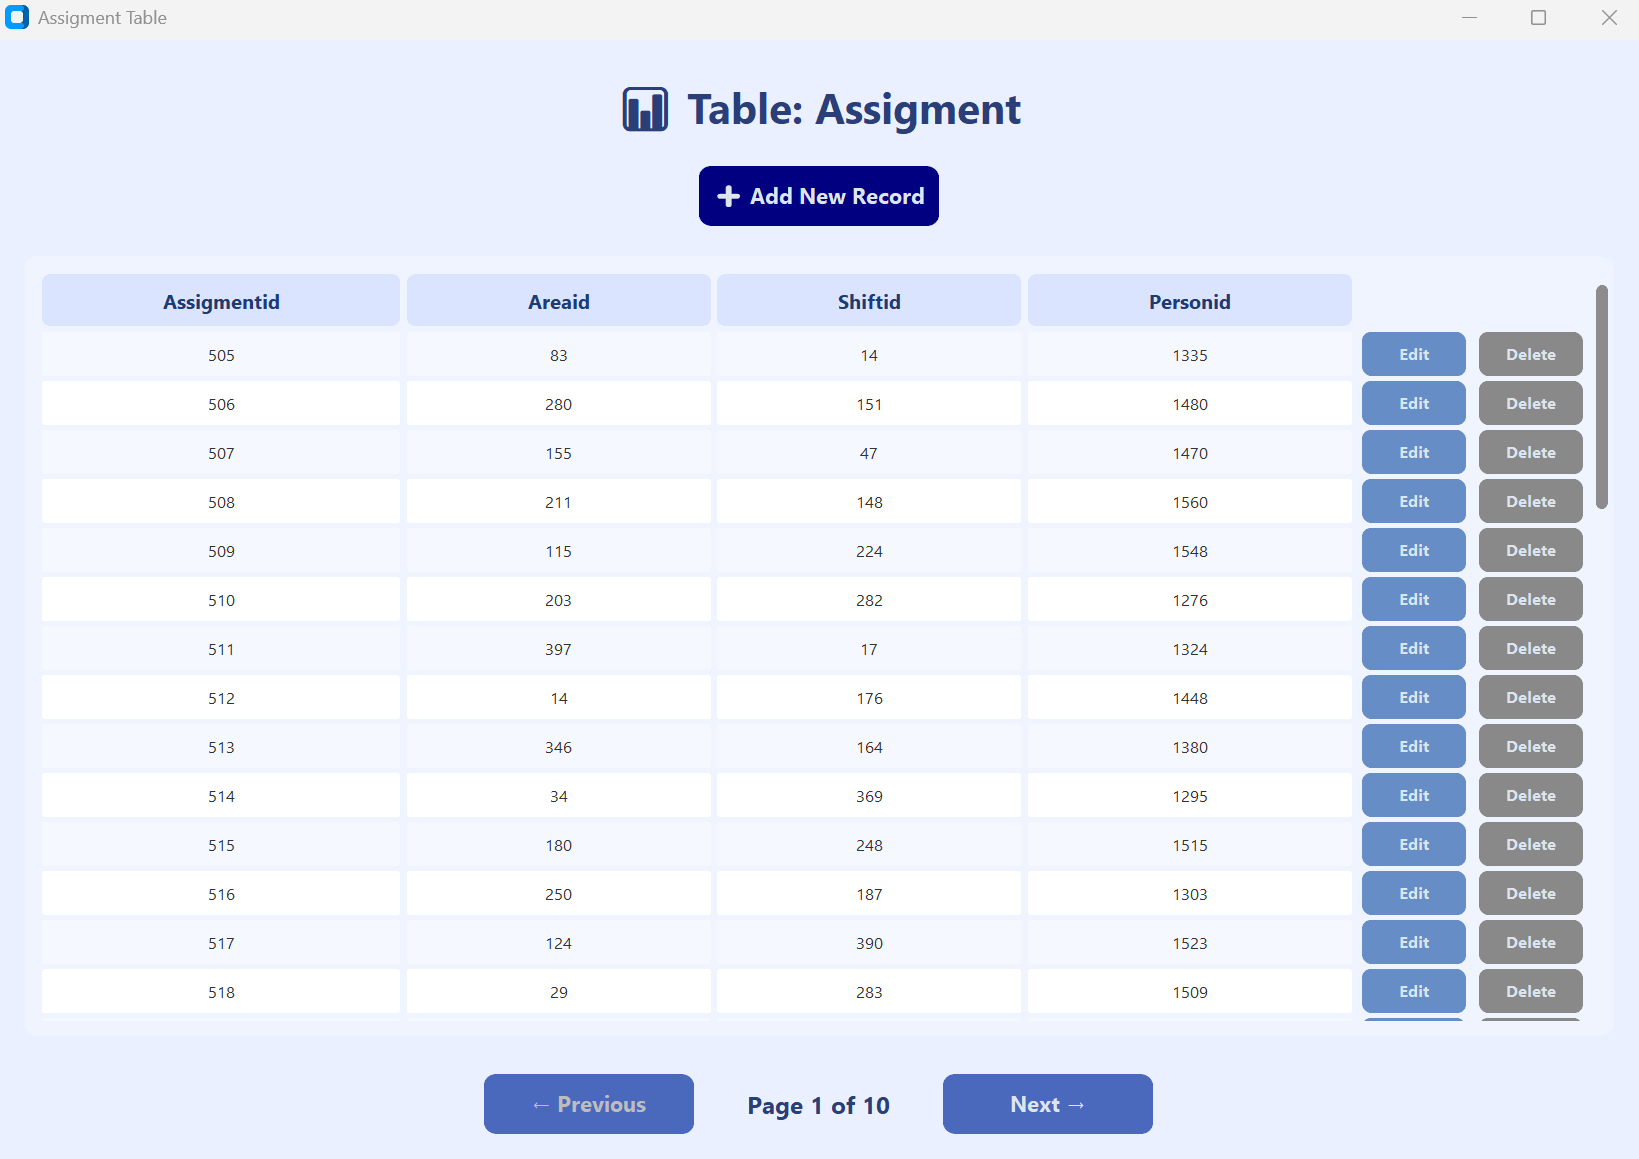 Assigment Table
Table: Assigment
+ Add New Record
Assigmentid Areaid Shiftid Personid
505 83 14 1335 Edit Delete
506 280 151 1480 Edit Delete
507 155 47 1470 Edit Delete
508 211 148 1560 Edit Delete
509 115 224 1548 Edit Delete
510 203 282 1276 Edit Delete
511 397 17 1324 Edit Delete
512 14 176 1448 Edit Delete
513 346 164 1380 Edit Delete
514 34 369 1295 Edit Delete
515 180 248 1515 Edit Delete
516 250 187 1303 Edit Delete
517 124 390 1523 Edit Delete
518 29 283 1509 Edit Delete
← Previous Page 1 of 10 Next →